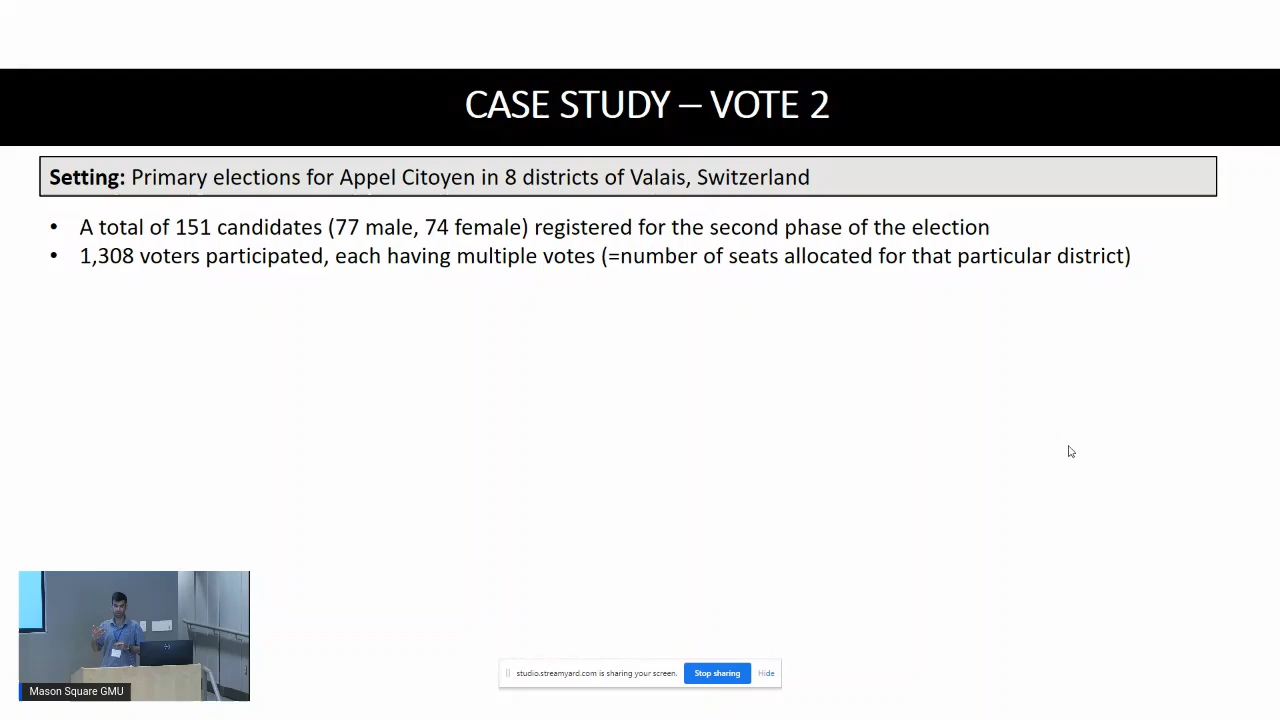 CASE STUDY – VOTE 2
Setting: Primary elections for Appel Citoyen in 8 districts of Valais, Switzerland
• A total of 151 candidates (77 male, 74 female) registered for the second phase of the election
• 1,308 voters participated, each having multiple votes (=number of seats allocated for that particular district)
Mason Square GMU
studio.streamyard.com is sharing your screen.
Stop sharing
Hide